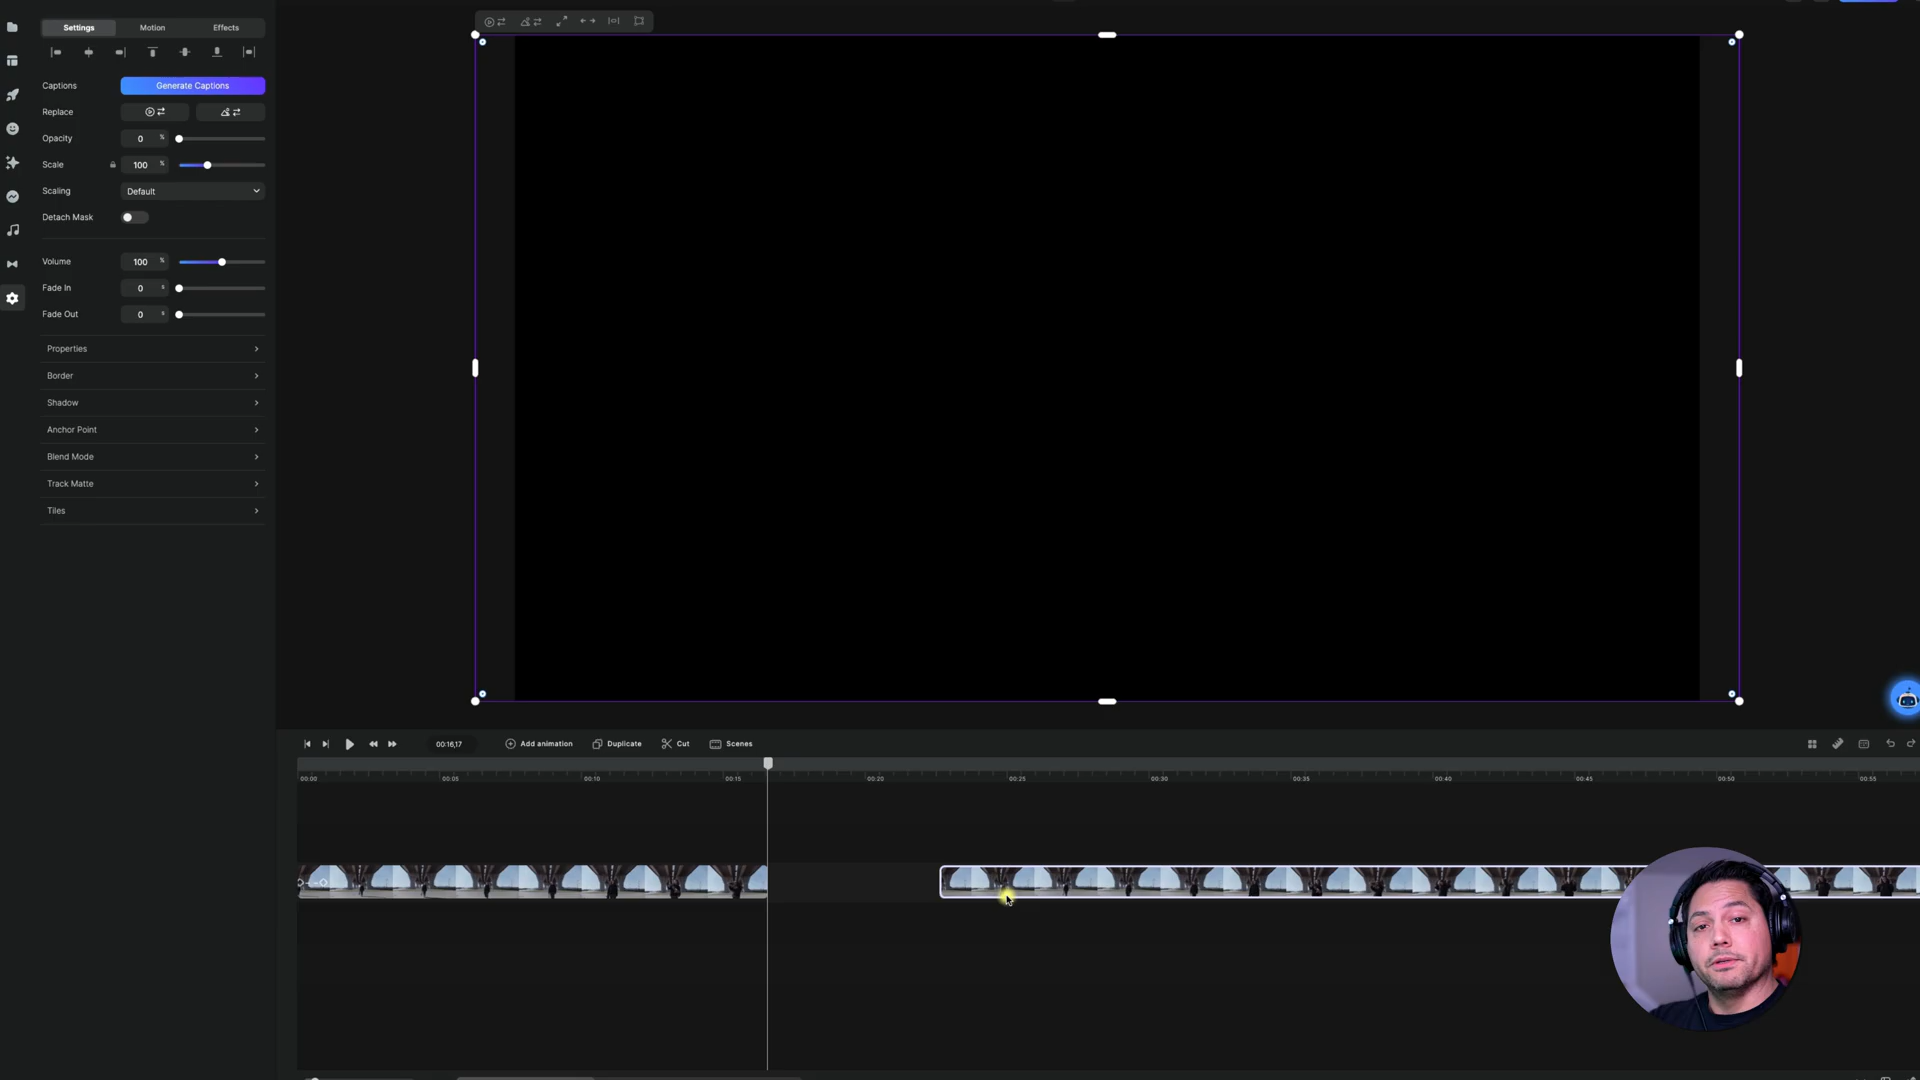 Settings Motion Effects
Captions Generate Captions
Replace
Opacity 0 %
Scale 100 %
Scaling Default
Detach Mask
Volume 100 %
Fade In 0 s
Fade Out 0 s
Properties
Border
Shadow
Anchor Point
Blend Mode
Track Matte
Tiles
00:16,17 Add animation Duplicate Cut Scenes
00:00 00:05 00:10 00:15 00:20 00:25 00:30 00:35 00:40 00:45 00:50 00:55